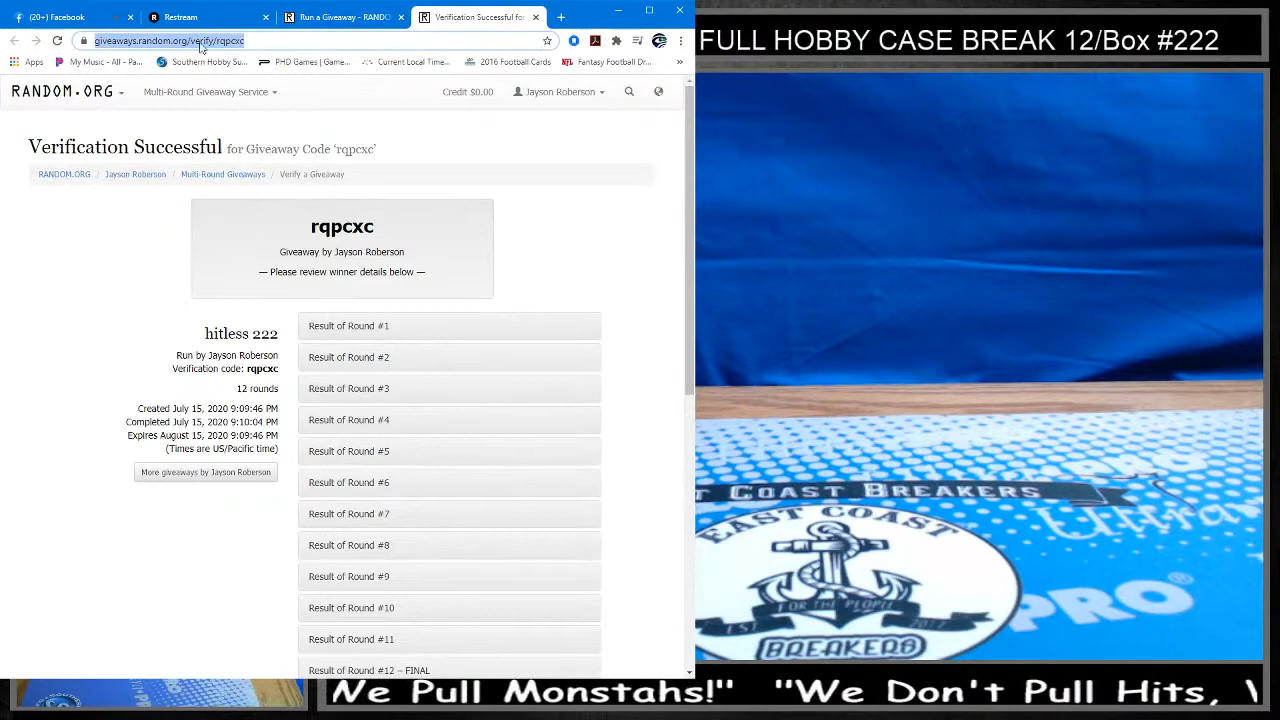 (20+) Facebook
Restream
Run a Giveaway - RANDO
Verification Successful for
giveaways.random.org/verify/rqpcxc
Apps
My Music - All - Pa...
Southern Hobby Su...
PHD Games | Game...
Current Local Time...
2016 Football Cards
Fantasy Football Dr...
RANDOM.ORG
Multi-Round Giveaway Service
Credit $0.00
Jayson Roberson
Verification Successful for Giveaway Code ‘rqpcxc’
RANDOM.ORG / Jayson Roberson / Multi-Round Giveaways / Verify a Giveaway
rqpcxc
Giveaway by Jayson Roberson
— Please review winner details below —
hitless 222
Run by Jayson Roberson
Verification code: rqpcxc
12 rounds
Created July 15, 2020 9:09:46 PM
Completed July 15, 2020 9:10:04 PM
Expires August 15, 2020 9:09:46 PM
(Times are US/Pacific time)
More giveaways by Jayson Roberson
Result of Round #1
Result of Round #2
Result of Round #3
Result of Round #4
Result of Round #5
Result of Round #6
Result of Round #7
Result of Round #8
Result of Round #9
Result of Round #10
Result of Round #11
Result of Round #12 – FINAL
FULL HOBBY CASE BREAK 12/Box #222
T COAST BREAKERS
EAST COAST
FOR THE PEOPLE
EST 2017
BREAKERS
Ultra
PRO
We Pull Monstahs!" "We Don't Pull Hits, W